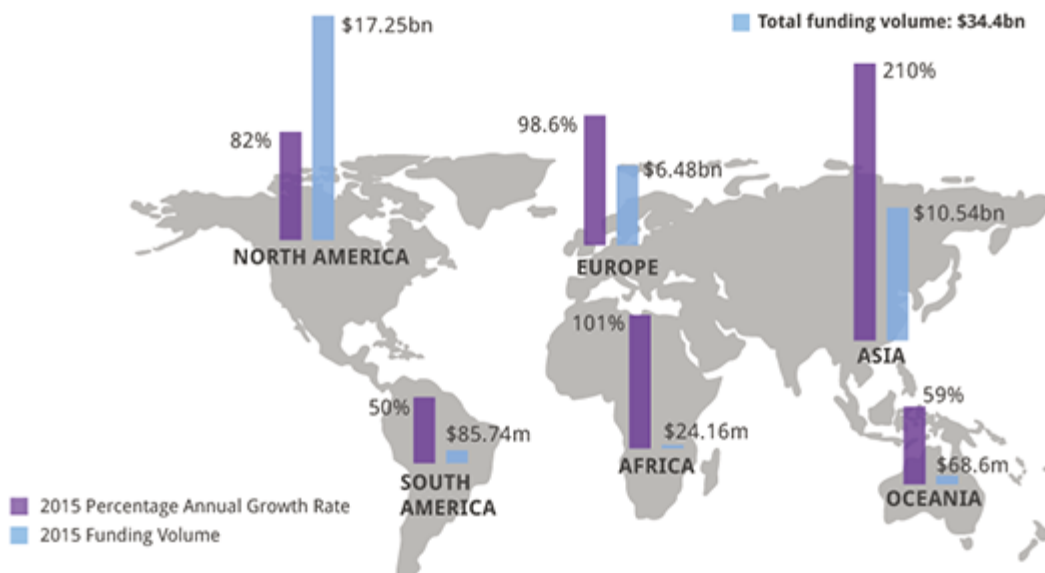 $17.25bn
Total funding volume: $34.4bn
82%
NORTH AMERICA
98.6%
$6.48bn
EUROPE
210%
$10.54bn
ASIA
50%
$85.74m
SOUTH
AMERICA
101%
$24.16m
AFRICA
59%
$68.6m
OCEANIA
2015 Percentage Annual Growth Rate
2015 Funding Volume